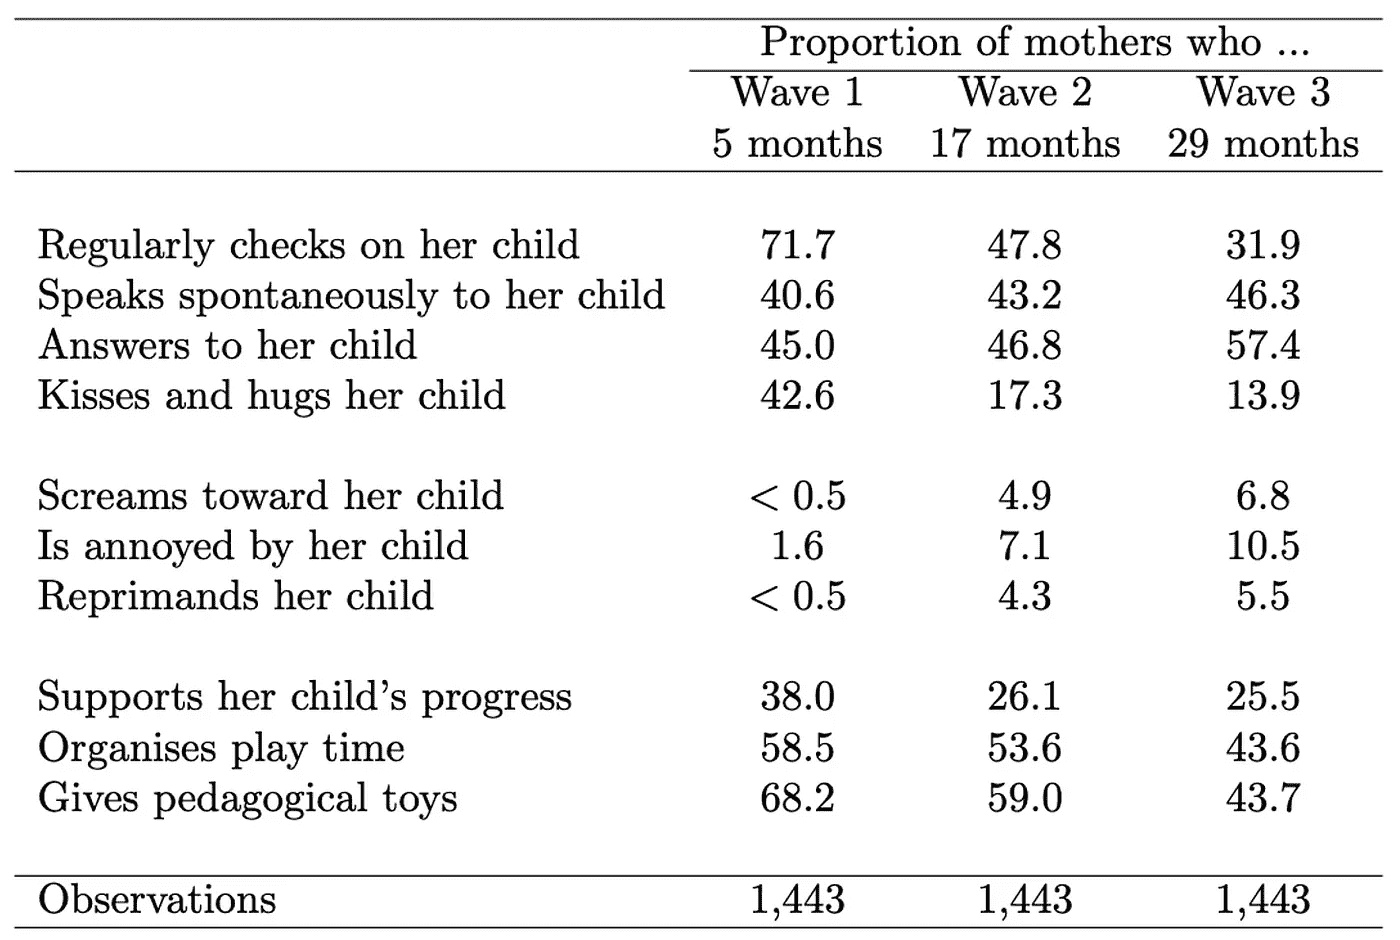 Proportion of mothers who ...
Wave 1 Wave 2 Wave 3
5 months 17 months 29 months
Regularly checks on her child 71.7 47.8 31.9
Speaks spontaneously to her child 40.6 43.2 46.3
Answers to her child 45.0 46.8 57.4
Kisses and hugs her child 42.6 17.3 13.9
Screams toward her child < 0.5 4.9 6.8
Is annoyed by her child 1.6 7.1 10.5
Reprimands her child < 0.5 4.3 5.5
Supports her child's progress 38.0 26.1 25.5
Organises play time 58.5 53.6 43.6
Gives pedagogical toys 68.2 59.0 43.7
Observations 1,443 1,443 1,443